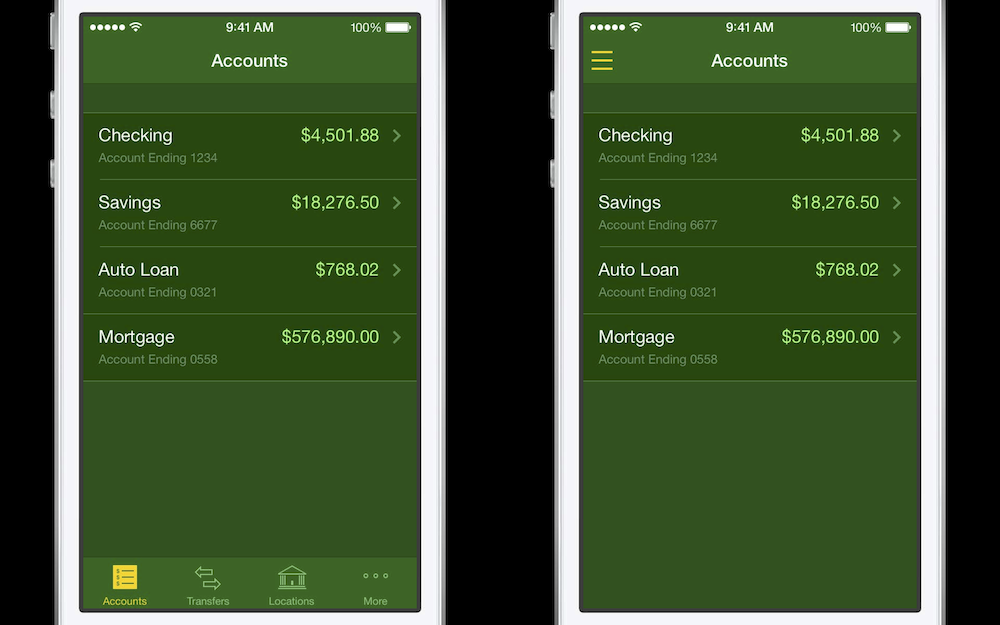 9:41 AM 100%
Accounts
Checking $4,501.88
Account Ending 1234
Savings $18,276.50
Account Ending 6677
Auto Loan $768.02
Account Ending 0321
Mortgage $576,890.00
Account Ending 0558
Accounts Transfers Locations More
9:41 AM 100%
Accounts
Checking $4,501.88
Account Ending 1234
Savings $18,276.50
Account Ending 6677
Auto Loan $768.02
Account Ending 0321
Mortgage $576,890.00
Account Ending 0558